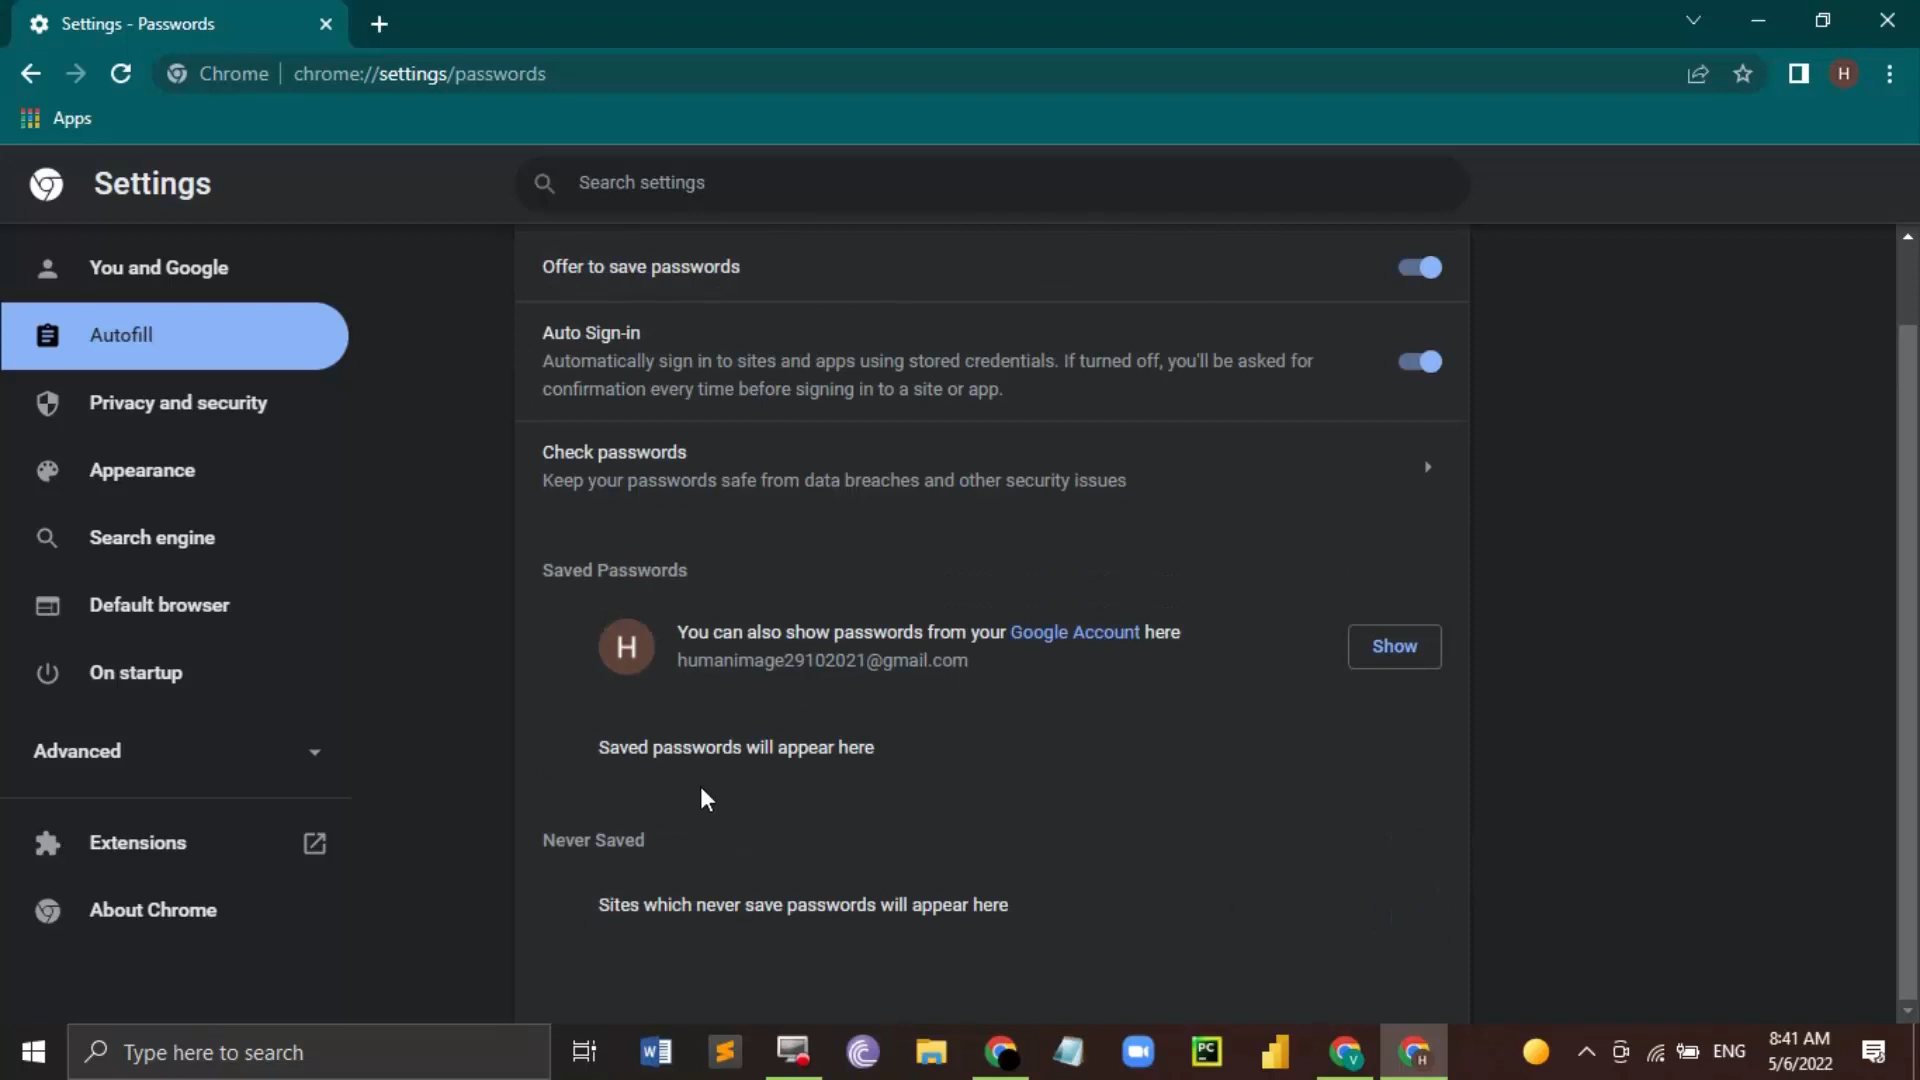 Settings - Passwords
Chrome
chrome://settings/passwords
H
Apps
Settings
Search settings
You and Google
Autofill
Privacy and security
Appearance
Search engine
Default browser
On startup
Advanced
Extensions
About Chrome
Offer to save passwords
Auto Sign-in
Automatically sign in to sites and apps using stored credentials. If turned off, you'll be asked for
confirmation every time before signing in to a site or app.
Check passwords
Keep your passwords safe from data breaches and other security issues
Saved Passwords
H
You can also show passwords from your Google Account here
humanimage29102021@gmail.com
Show
Saved passwords will appear here
Never Saved
Sites which never save passwords will appear here
Type here to search
W
S
PC
V
H
ENG
8:41 AM
5/6/2022